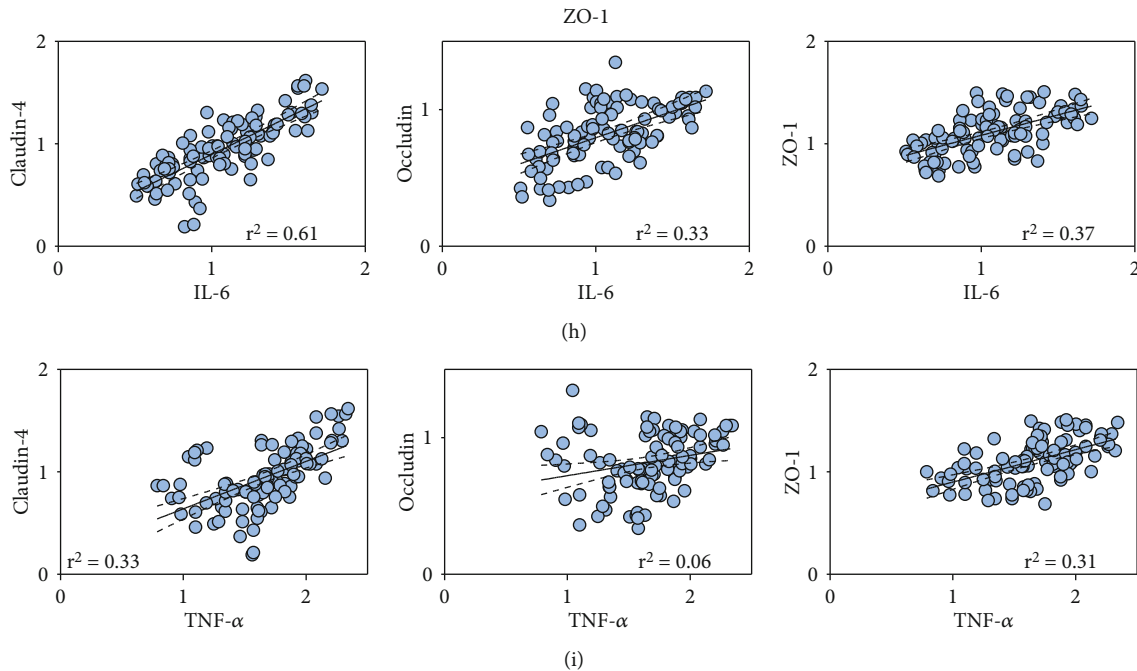 ZO-1
Claudin-4
2
1
0
0
1
2
r² = 0.61
IL-6
Occludin
1
0
0
1
2
r² = 0.33
IL-6
ZO-1
2
1
0
0
1
2
r² = 0.37
IL-6
(h)
Claudin-4
2
1
0
0
1
2
r² = 0.33
TNF-α
Occludin
1
0
0
1
2
r² = 0.06
TNF-α
ZO-1
2
1
0
0
1
2
r² = 0.31
TNF-α
(i)